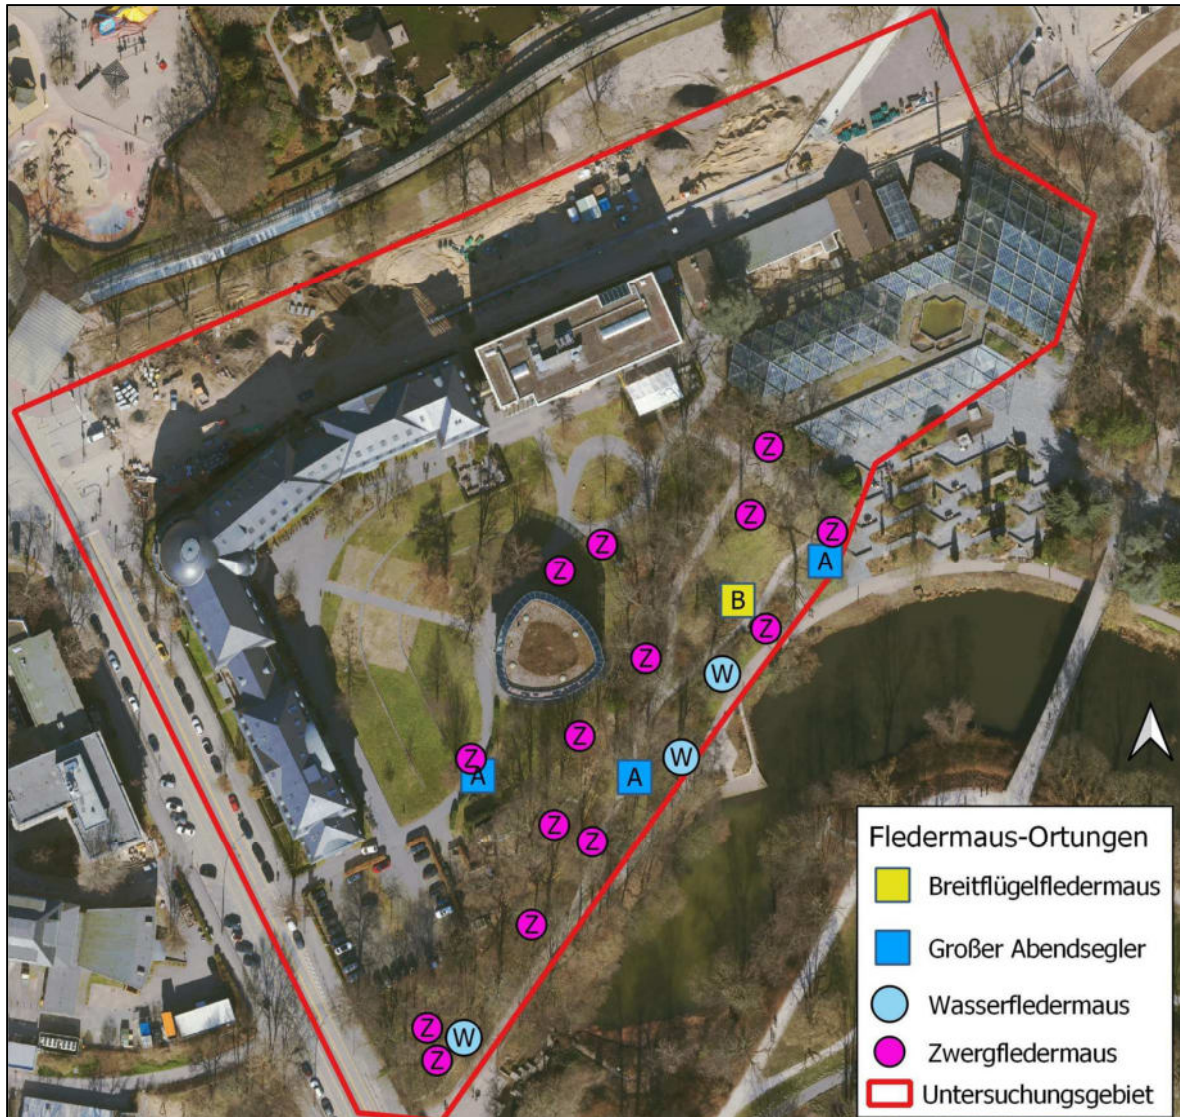 Z
Z
Z
A
Z
Z
B
Z
Z
W
Z
W
Z
A
A
Z
Z
Z
Z
W
Z
Fledermaus-Ortungen
Breitflügelfledermaus
Großer Abendsegler
Wasserfledermaus
Zwergfledermaus
Untersuchungsgebiet